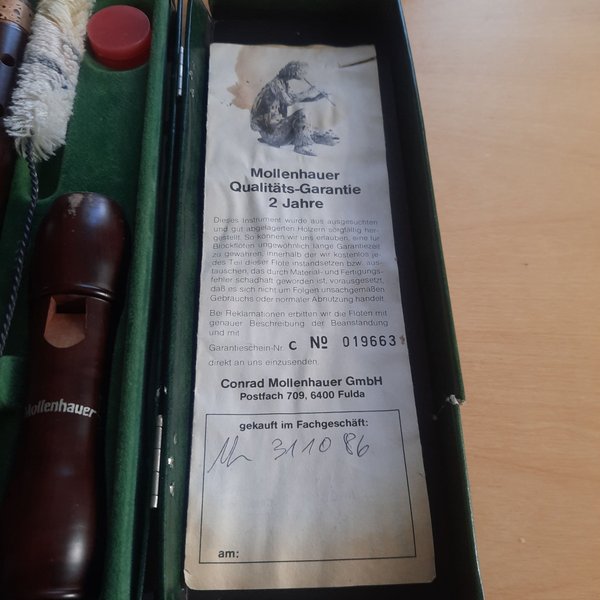 Mollenhauer
Qualitäts-Garantie
2 Jahre
Dieses Instrument wurde aus ausgesuchten
und gut abgelagerten Hölzern sorgfältig her-
gestellt. So können wir uns erlauben, eine für
Blockflöten ungewöhnlich lange Garantiezeit
zu gewähren, innerhalb der wir kostenlos je-
des Teil dieser Flöte instandsetzen bzw. aus-
tauschen, das durch Material- und Fertigungs-
fehler schadhaft geworden ist, vorausgesetzt,
daß es sich nicht um Folgen unsachgemäßen
Gebrauchs oder normaler Abnutzung handelt.
Bei Reklamationen erbitten wir die Flöten mit
genauer Beschreibung der Beanstandung
und mit
Garantieschein-Nr. C Nº 019663
direkt an uns einzusenden.
Conrad Mollenhauer GmbH
Postfach 709, 6400 Fulda
gekauft im Fachgeschäft:
311086
am:
Mollenhauer